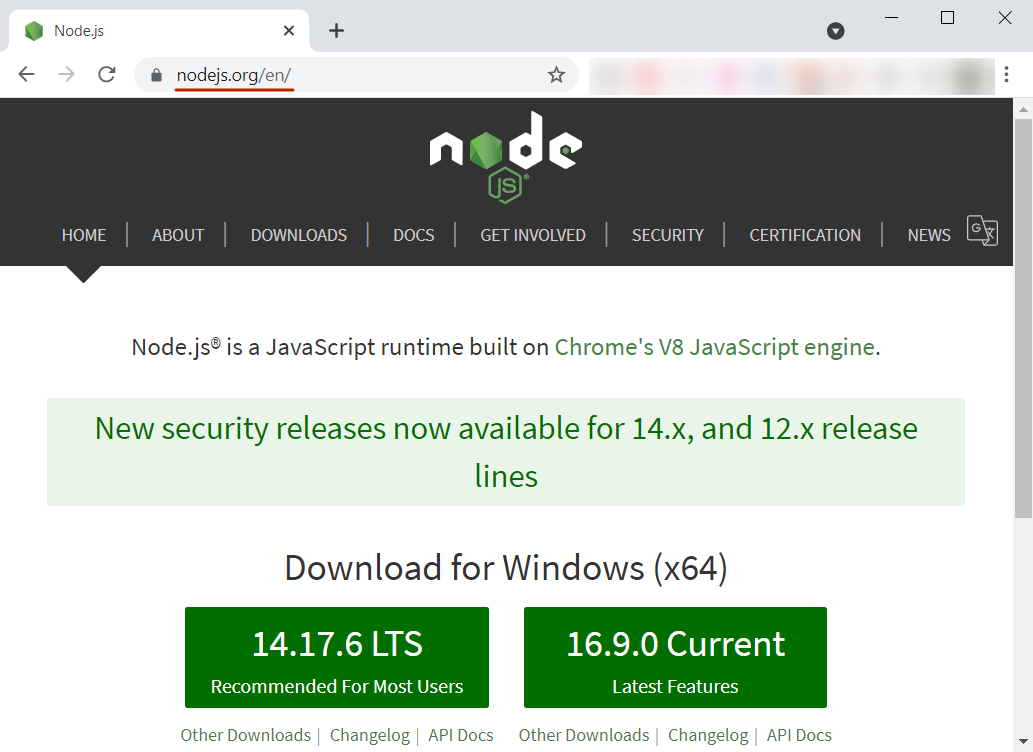 Node.js
nodejs.org/en/
node
JS
HOME | ABOUT | DOWNLOADS | DOCS | GET INVOLVED | SECURITY | CERTIFICATION | NEWS
Node.js® is a JavaScript runtime built on Chrome's V8 JavaScript engine.
New security releases now available for 14.x, and 12.x release
lines
Download for Windows (x64)
14.17.6 LTS
Recommended For Most Users
16.9.0 Current
Latest Features
Other Downloads | Changelog | API Docs
Other Downloads | Changelog | API Docs